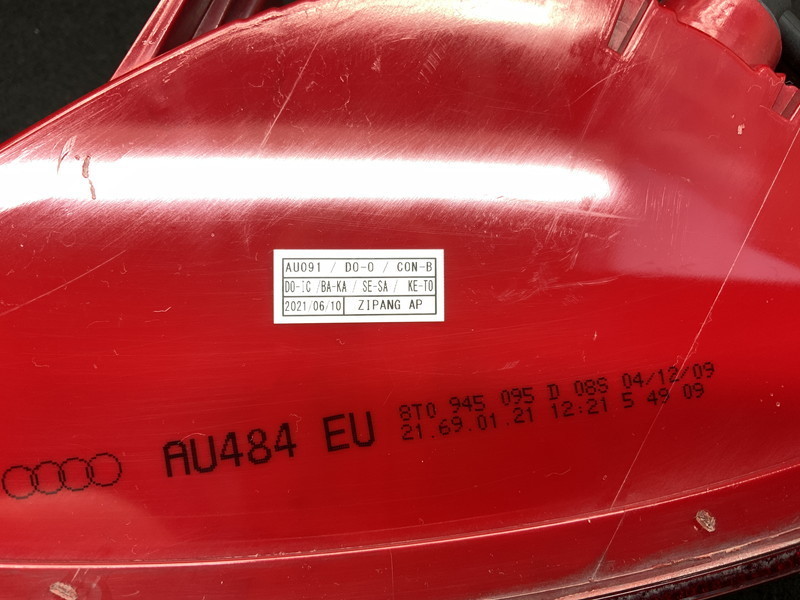 AU091 / DO-O / CON-B
DO-IC /BA-KA / SE-SA / KE-TO
2021/06/10 ZIPANG AP
AU484 EU
8T0 945 095 D 08S 04/12/09
21.69.01.21 12:21 5 49 09